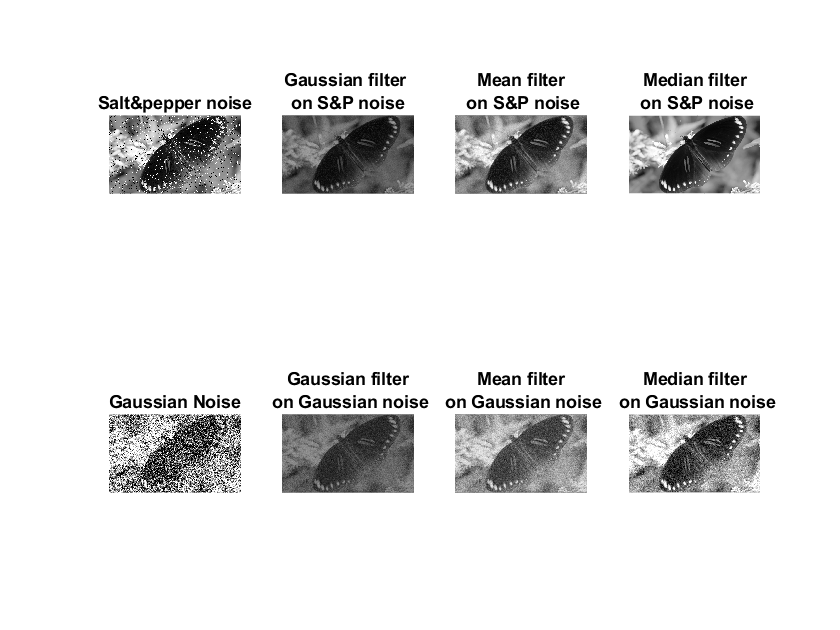 Salt&pepper noise
Gaussian filter
on S&P noise
Mean filter
on S&P noise
Median filter
on S&P noise
Gaussian Noise
Gaussian filter
on Gaussian noise
Mean filter
on Gaussian noise
Median filter
on Gaussian noise